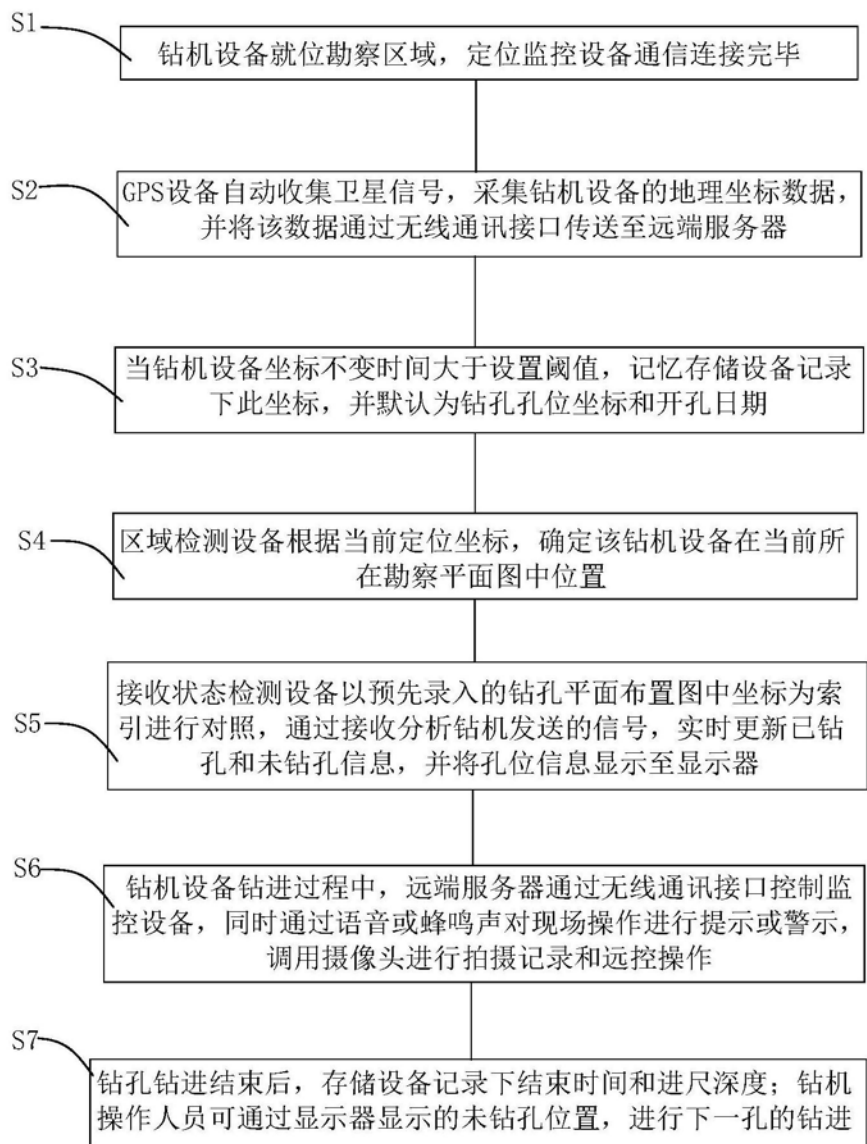 S1
钻机设备就位勘察区域，定位监控设备通信连接完毕
S2
GPS设备自动收集卫星信号，采集钻机设备的地理坐标数据，
并将该数据通过无线通讯接口传送至远端服务器
S3
当钻机设备坐标不变时间大于设置阈值，记忆存储设备记录
下此坐标，并默认为钻孔孔位坐标和开孔日期
S4
区域检测设备根据当前定位坐标，确定该钻机设备在当前所
在勘察平面图中位置
S5
接收状态检测设备以预先录入的钻孔平面布置图中坐标为索
引进行对照，通过接收分析钻机发送的信号，实时更新已钻
孔和未钻孔信息，并将孔位信息显示至显示器
S6
钻机设备钻进过程中，远端服务器通过无线通讯接口控制监
控设备，同时通过语音或蜂鸣声对现场操作进行提示或警示，
调用摄像头进行拍摄记录和远控操作
S7
钻孔钻进结束后，存储设备记录下结束时间和进尺深度；钻机
操作人员可通过显示器显示的未钻孔位置，进行下一孔的钻进